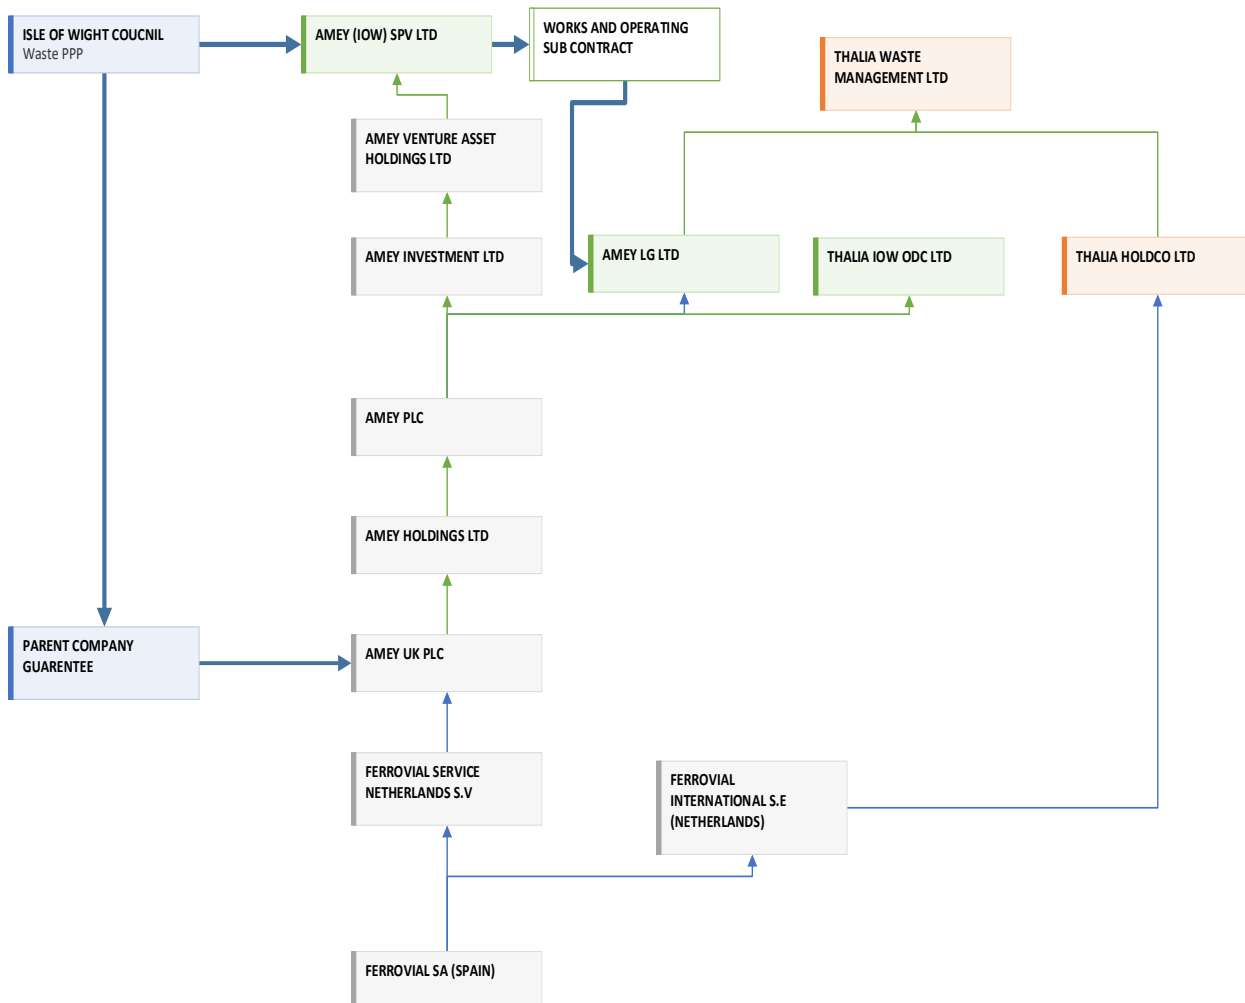 ISLE OF WIGHT COUCNIL
Waste PPP
AMEY (IOW) SPV LTD
WORKS AND OPERATING
SUB CONTRACT
THALIA WASTE
MANAGEMENT LTD
AMEY VENTURE ASSET
HOLDINGS LTD
AMEY INVESTMENT LTD
AMEY LG LTD
THALIA IOW ODC LTD
THALIA HOLDCO LTD
AMEY PLC
AMEY HOLDINGS LTD
PARENT COMPANY
GUARENTEE
AMEY UK PLC
FERROVIAL SERVICE
NETHERLANDS S.V
FERROVIAL
INTERNATIONAL S.E
(NETHERLANDS)
FERROVIAL SA (SPAIN)